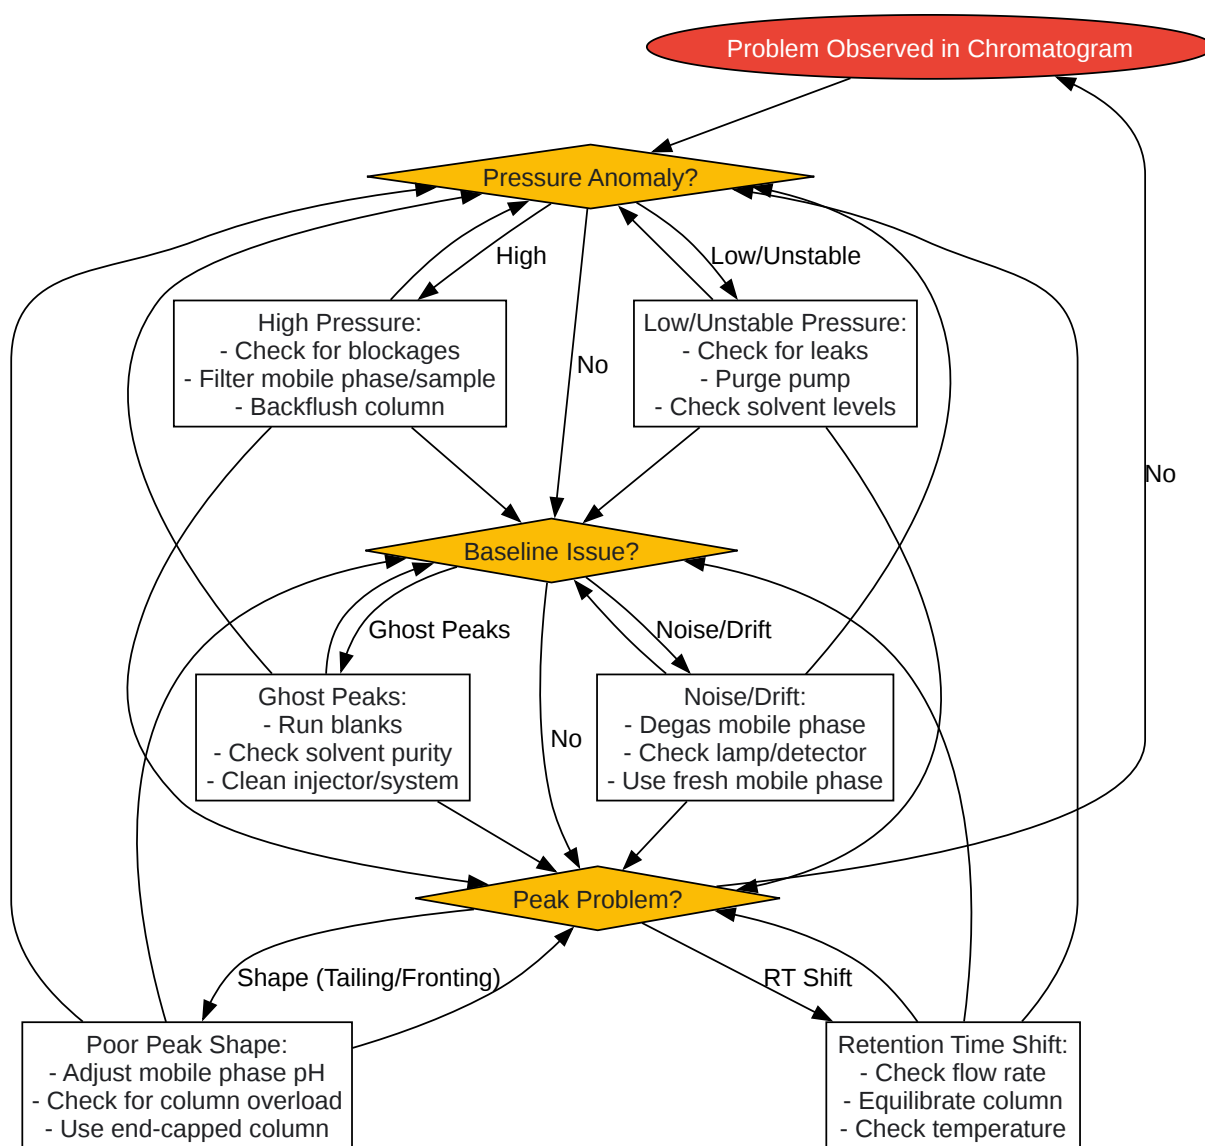 Problem Observed in Chromatogram
Pressure Anomaly?
High
Low/Unstable
High Pressure:
- Check for blockages
- Filter mobile phase/sample
- Backflush column
No
Low/Unstable Pressure:
- Check for leaks
- Purge pump
- Check solvent levels
No
Baseline Issue?
Ghost Peaks
Noise/Drift
Ghost Peaks:
- Run blanks
- Check solvent purity
- Clean injector/system
No
Noise/Drift:
- Degas mobile phase
- Check lamp/detector
- Use fresh mobile phase
Peak Problem?
Shape (Tailing/Fronting)
RT Shift
Poor Peak Shape:
- Adjust mobile phase pH
- Check for column overload
- Use end-capped column
Retention Time Shift:
- Check flow rate
- Equilibrate column
- Check temperature